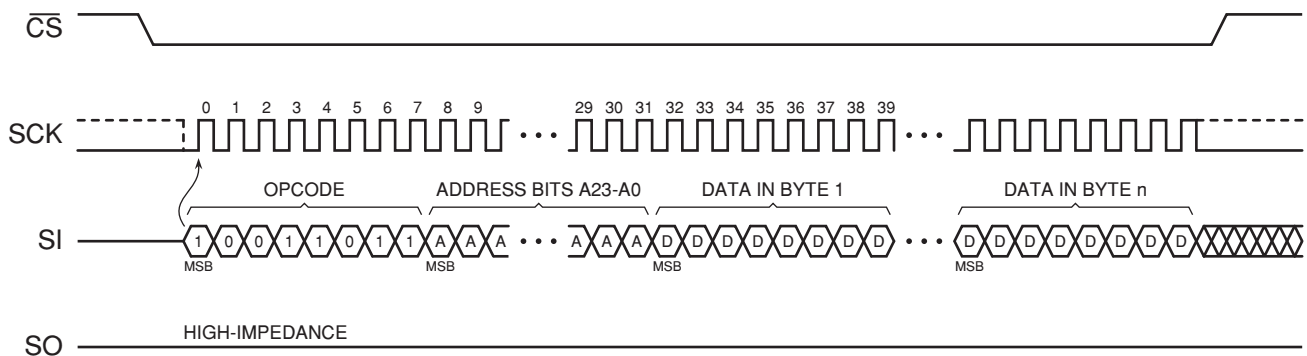 CS
SCK
0 1 2 3 4 5 6 7 8 9 29 30 31 32 33 34 35 36 37 38 39
OPCODE ADDRESS BITS A23-A0 DATA IN BYTE 1 DATA IN BYTE n
SI
1 0 0 1 1 0 1 1 A A A A A A D D D D D D D D D D D D D D D D
MSB MSB MSB MSB
HIGH-IMPEDANCE
SO